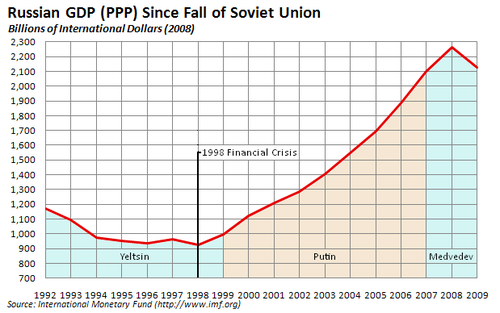 Russian GDP (PPP) Since Fall of Soviet Union
Billions of International Dollars (2008)
2,300
2,200
2,100
2,000
1,900
1,800
1,700
1,600
1,500
1,400
1,300
1,200
1,100
1,000
900
800
700
1998 Financial Crisis
Yeltsin
Putin
Medvedev
1992 1993 1994 1995 1996 1997 1998 1999 2000 2001 2002 2003 2004 2005 2006 2007 2008 2009
Source: International Monetary Fund (http://www.imf.org)